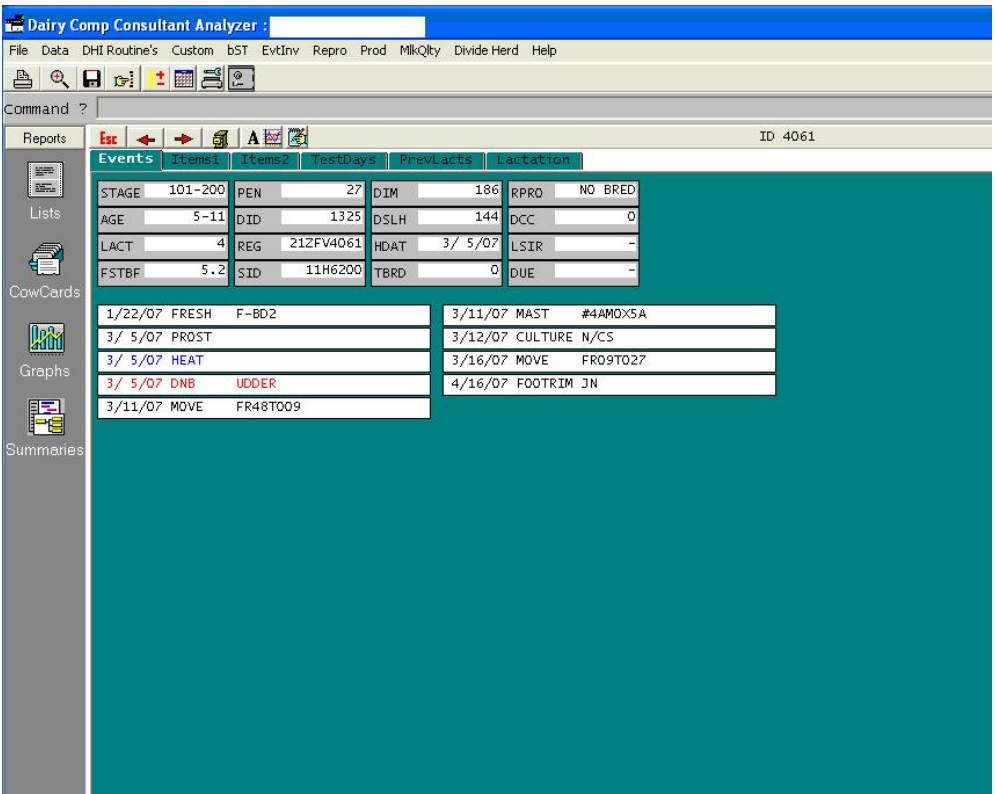 Dairy Comp Consultant Analyzer :
File Data DHI Routine's Custom bST EvtInv Repro Prod MlkQlty Divide Herd Help
Command ?
Reports Esc A ID 4061
Events Items1 Items2 TestDays PrevLacts Lactation
STAGE 101-200 PEN 27 DIM 186 RPRO NO BRED
AGE 5-11 DID 1325 DSLH 144 DCC 0
LACT 4 REG 21ZFV4061 HDAT 3/ 5/07 LSIR -
FSTBF 5.2 SID 11H6200 TBRD 0 DUE -
Lists
CowCards
Graphs
Summaries
1/22/07 FRESH F-BD2
3/ 5/07 PROST
3/ 5/07 HEAT
3/ 5/07 DNB UDDER
3/11/07 MOVE FR48TO09
3/11/07 MAST #4AMOX5A
3/12/07 CULTURE N/CS
3/16/07 MOVE FR09TO27
4/16/07 FOOTRIM JN